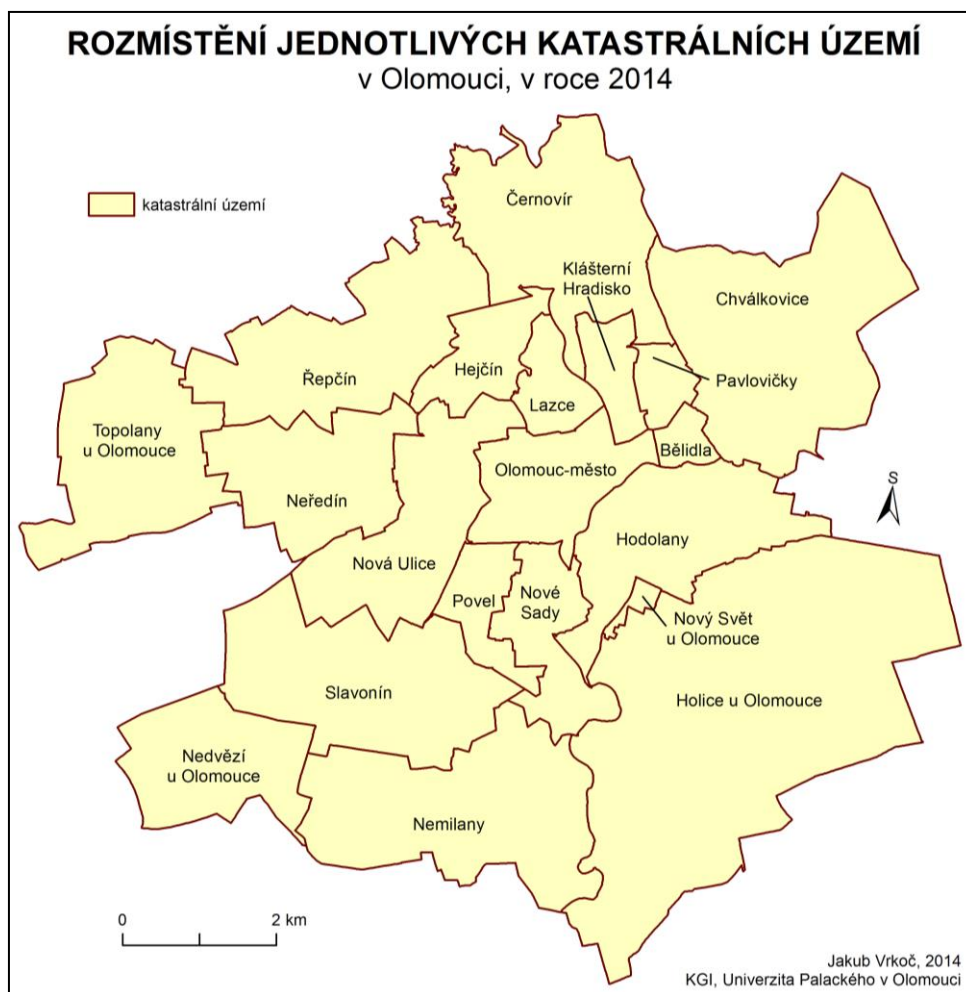 ROZMÍSTĚNÍ JEDNOTLIVÝCH KATASTRÁLNÍCH ÚZEMÍ
v Olomouci, v roce 2014
katastrální území
Černovír
Klášterní
Hradisko
Chválkovice
Řepčín
Hejčín
Pavlovičky
Lazce
Topolany
u Olomouce
Bělidla
Olomouc-město
S
Neředín
Hodolany
Nová Ulice
Povel
Nové
Sady
Nový Svět
u Olomouce
Slavonín
Holice u Olomouce
Nedvězí
u Olomouce
Nemilany
0
2 km
Jakub Vrkoč, 2014
KGI, Univerzita Palackého v Olomouci